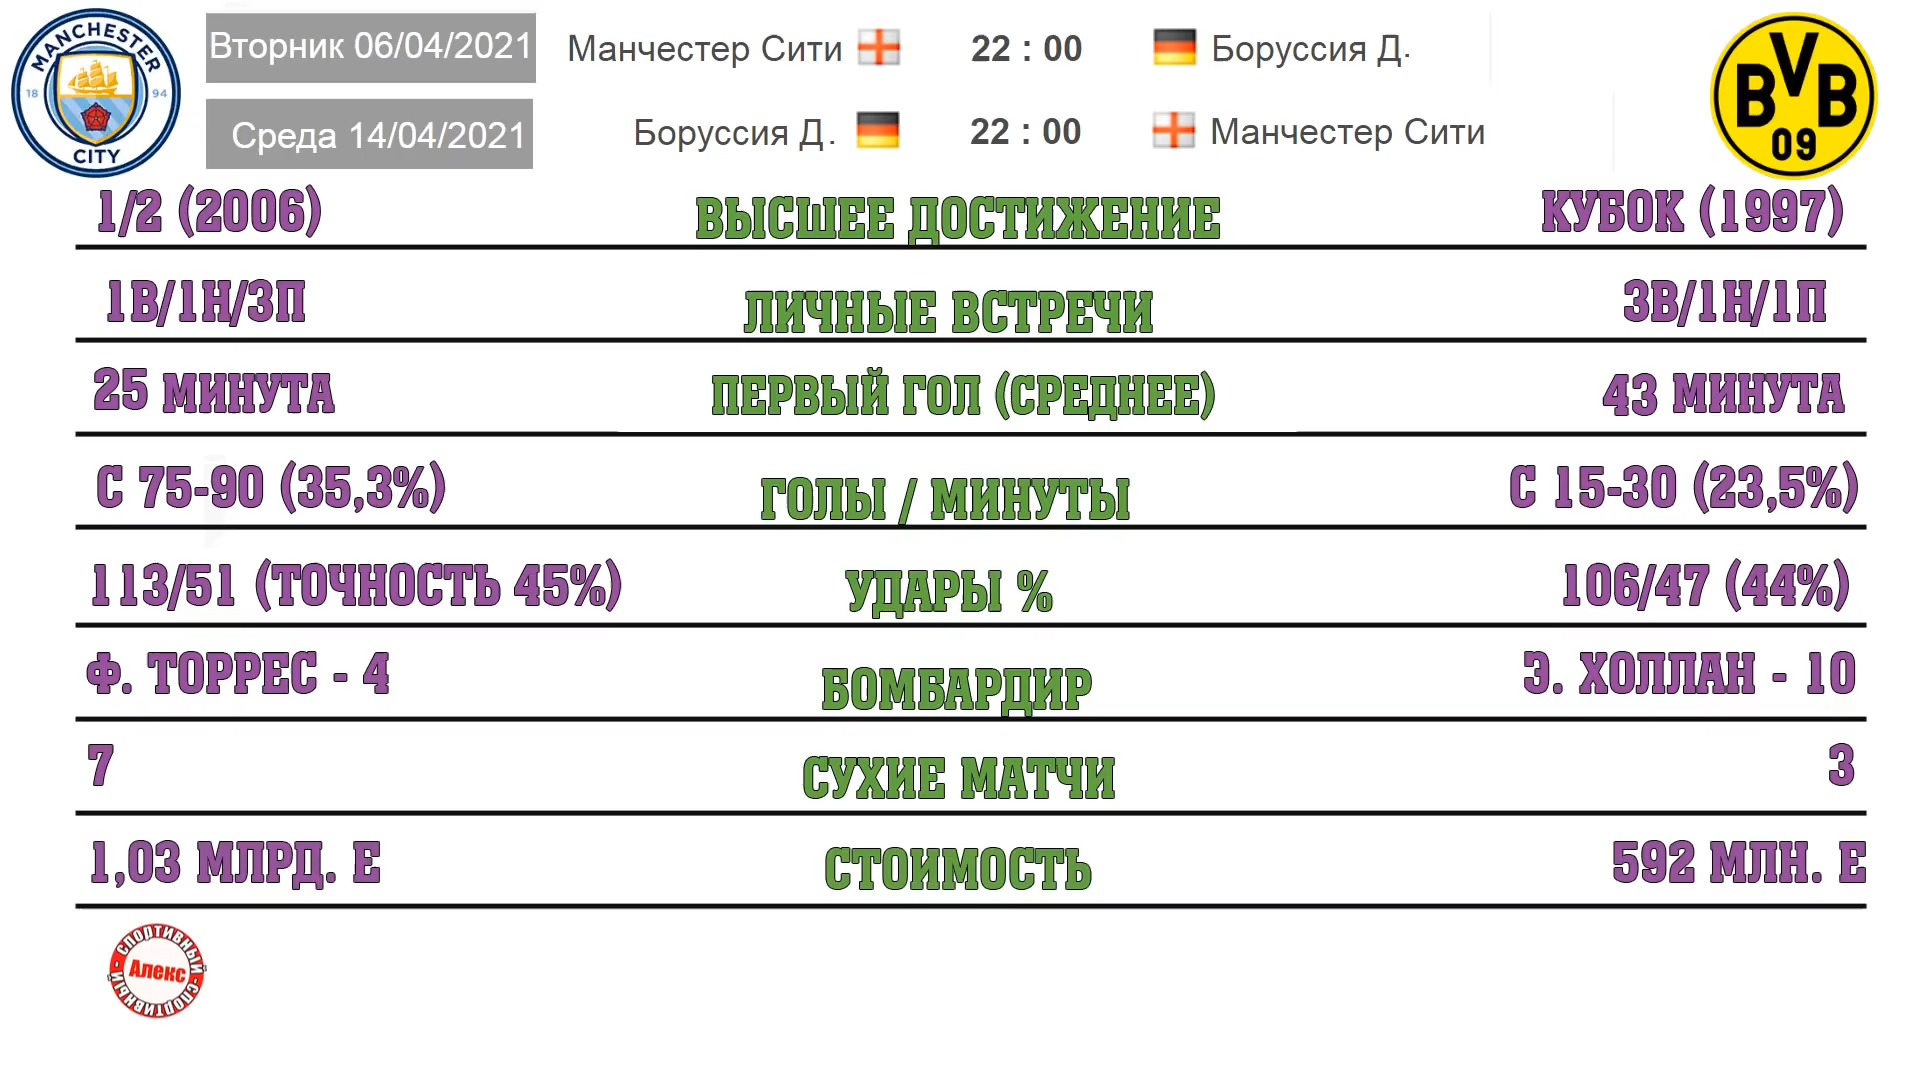 MANCHESTER
18 94
CITY
Вторник 06/04/2021 Манчестер Сити 22 : 00 Боруссия Д.
Среда 14/04/2021 Боруссия Д. 22 : 00 Манчестер Сити
BVB
09
1/2 (2006) ВЫСШЕЕ ДОСТИЖЕНИЕ КУБОК (1997)
1В/1Н/3П ЛИЧНЫЕ ВСТРЕЧИ 3В/1Н/1П
25 МИНУТА ПЕРВЫЙ ГОЛ (СРЕДНЕЕ) 43 МИНУТА
С 75-90 (35,3%) ГОЛЫ / МИНУТЫ С 15-30 (23,5%)
113/51 (ТОЧНОСТЬ 45%) УДАРЫ % 106/47 (44%)
Ф. ТОРРЕС - 4 БОМБАРДИР Э. ХОЛЛАН - 10
7 СУХИЕ МАТЧИ 3
1,03 МЛРД. Е СТОИМОСТЬ 592 МЛН. Е
СПОРТИВНЫЙ
Алекс
СПОРТИВНЫЙ